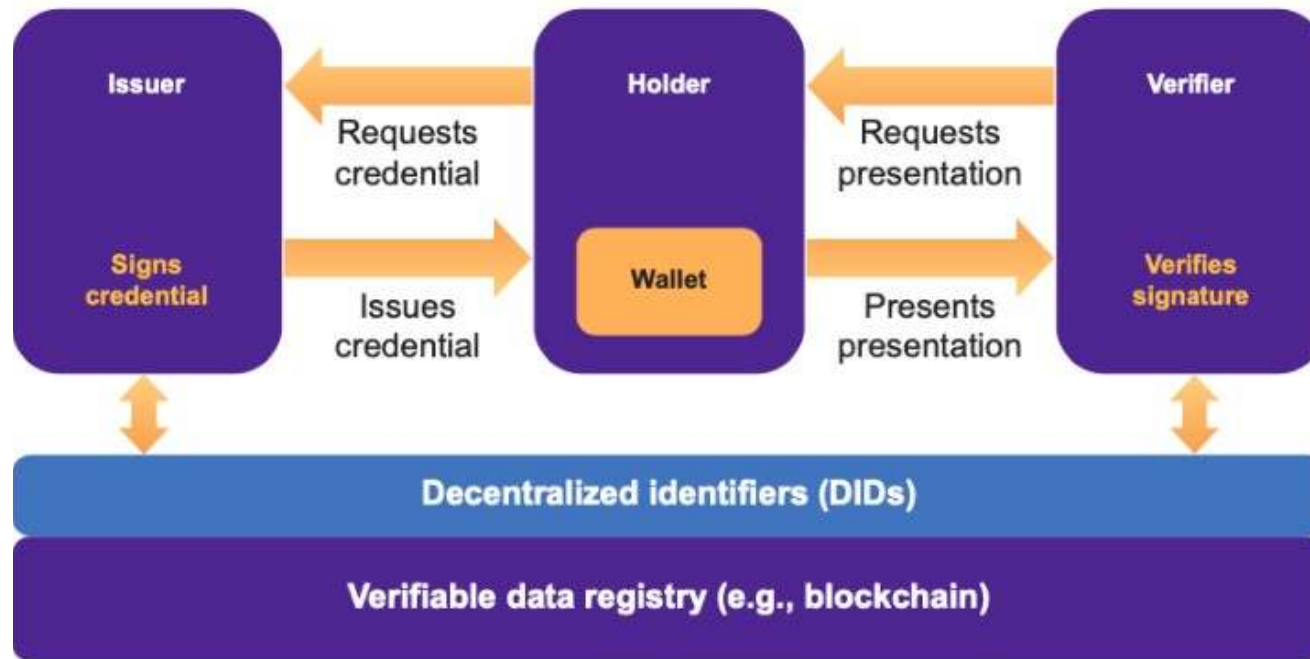 Issuer
Holder
Verifier
Requests
credential
Requests
presentation
Signs
credential
Issues
credential
Wallet
Presents
presentation
Verifies
signature
Decentralized identifiers (DIDs)
Verifiable data registry (e.g., blockchain)